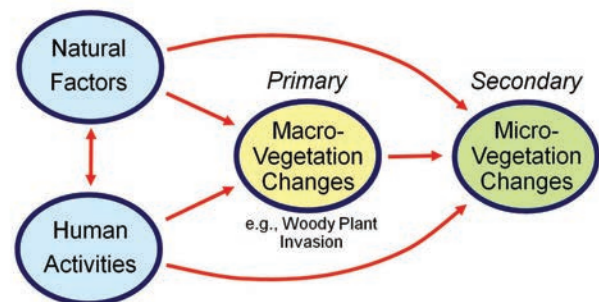 Natural
Factors
Primary
Secondary
Macro-
Vegetation
Changes
Micro-
Vegetation
Changes
e.g., Woody Plant
Invasion
Human
Activities